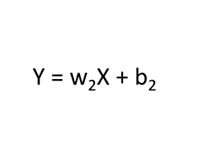 Y = w₂X + b₂